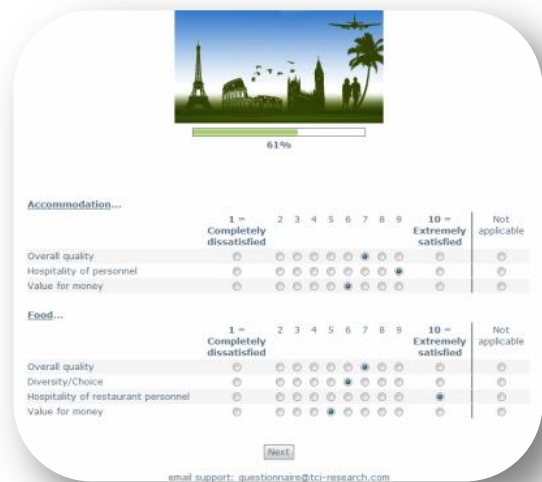 61%
Accommodation...
1 = Completely dissatisfied 2 3 4 5 6 7 8 9 10 = Extremely satisfied Not applicable
Overall quality
Hospitality of personnel
Value for money
Food...
1 = Completely dissatisfied 2 3 4 5 6 7 8 9 10 = Extremely satisfied Not applicable
Overall quality
Diversity/Choice
Hospitality of restaurant personnel
Value for money
Next
email support: questionnaire@tci-research.com